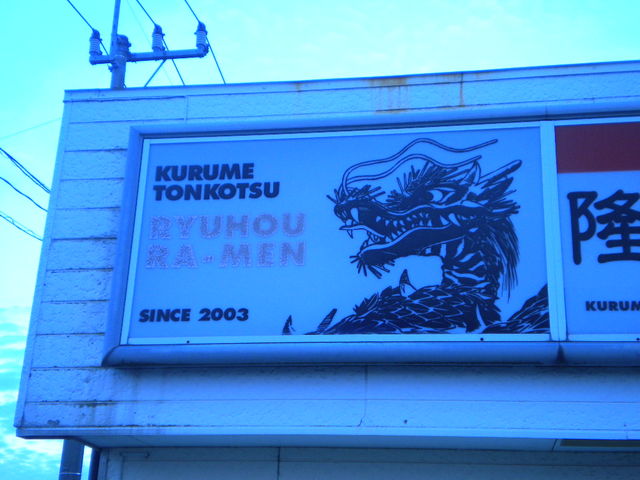 KURUME
TONKOTSU
RYUHOU
RA-MEN
SINCE 2003
隆
KURUM